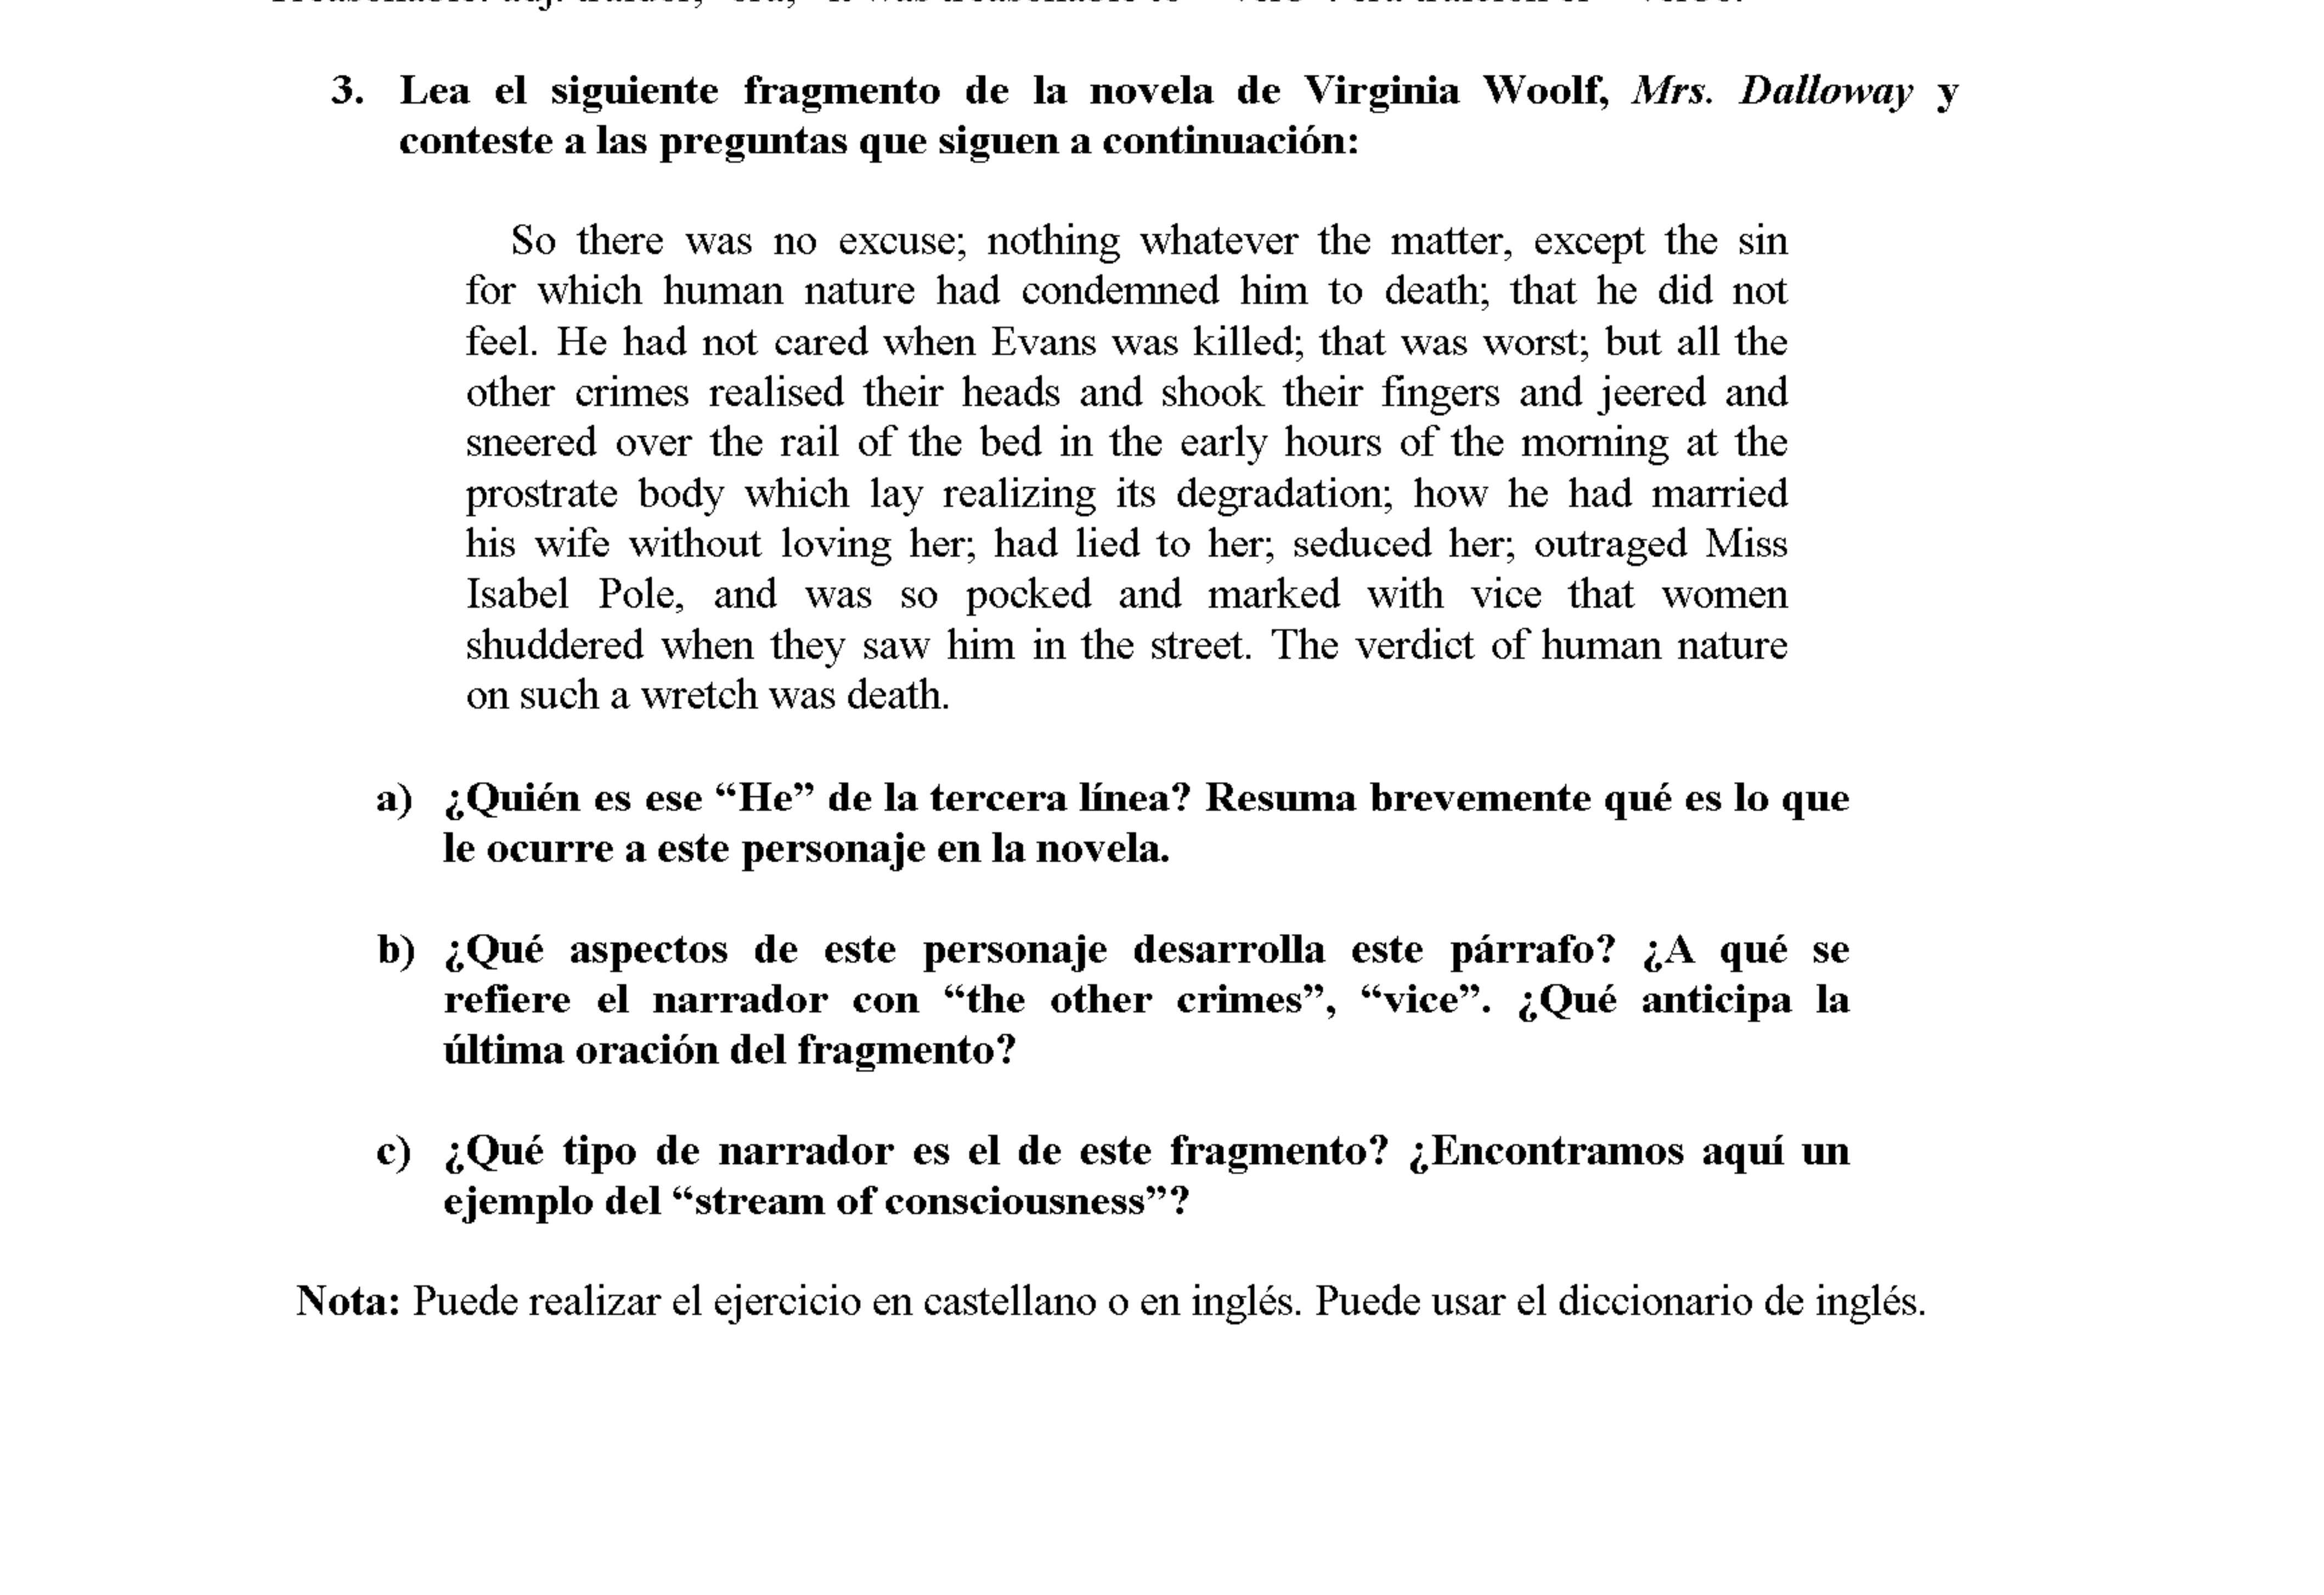 3. Lea el siguiente fragmento de la novela de Virginia Woolf, Mrs. Dalloway y
conteste a las preguntas que siguen a continuación:
So there was no excuse; nothing whatever the matter, except the sin
for which human nature had condemned him to death; that he did not
feel. He had not cared when Evans was killed; that was worst; but all the
other crimes realised their heads and shook their fingers and jeered and
sneered over the rail of the bed in the early hours of the morning at the
prostrate body which lay realizing its degradation; how he had married
his wife without loving her; had lied to her; seduced her; outraged Miss
Isabel Pole, and was so pocked and marked with vice that women
shuddered when they saw him in the street. The verdict of human nature
on such a wretch was death.
a) ¿Quién es ese “He” de la tercera línea? Resuma brevemente qué es lo que
le ocurre a este personaje en la novela.
b) ¿Qué aspectos de este personaje desarrolla este párrafo? ¿A qué se
refiere el narrador con “the other crimes”, “vice”. ¿Qué anticipa la
última oración del fragmento?
c) ¿Qué tipo de narrador es el de este fragmento? ¿Encontramos aquí un
ejemplo del “stream of consciousness”?
Nota: Puede realizar el ejercicio en castellano o en inglés. Puede usar el diccionario de inglés.